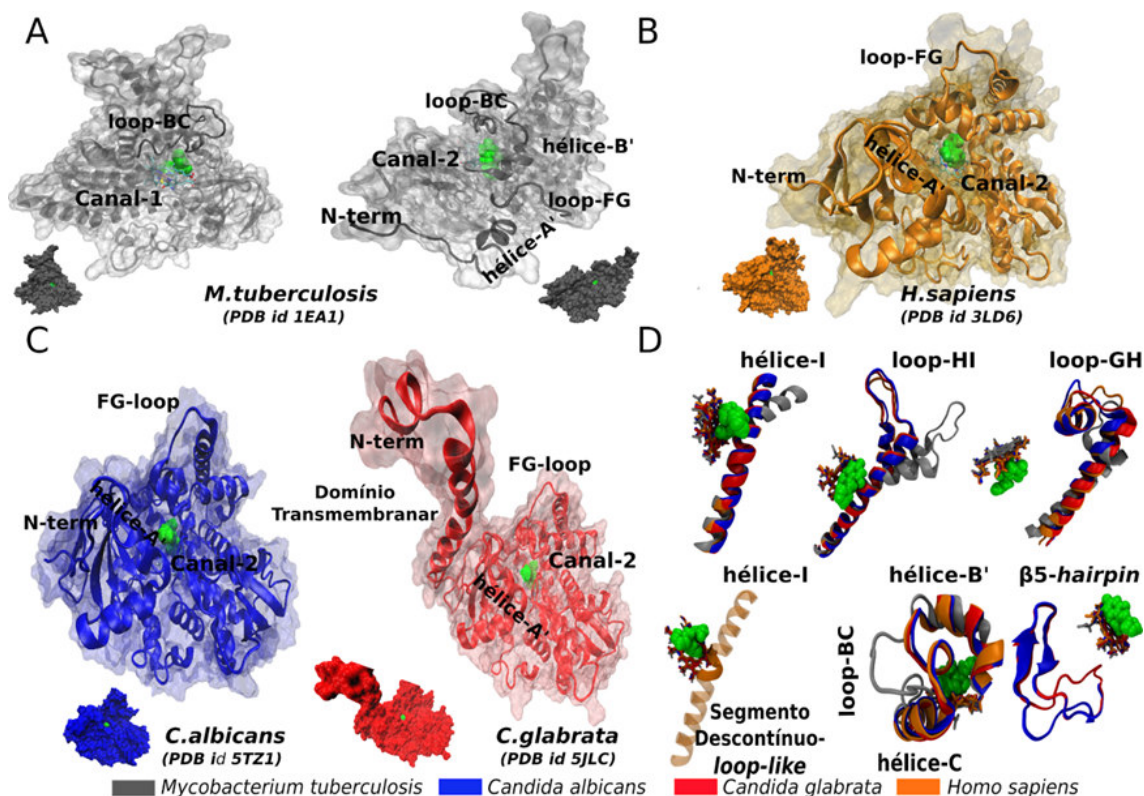 A
loop-BC
Canal-1
loop-BC
Canal-2
hélice-B'
loop-FG
N-term
hélice-A'
M.tuberculosis
(PDB id 1EA1)
B
loop-FG
hélice-A'
N-term
Canal-2
H.sapiens
(PDB id 3LD6)
C
FG-loop
hélice-A'
N-term
Canal-2
C.albicans
(PDB id 5TZ1)
N-term
FG-loop
Domínio
Transmembranar
Canal-2
hélice-A'
C.glabrata
(PDB id 5JLC)
D
hélice-I
loop-HI
loop-GH
hélice-I
Segmento
Descontínuo-
loop-like
hélice-B'
loop-BC
hélice-C
β5-hairpin
Mycobacterium tuberculosis
Candida albicans
Candida glabrata
Homo sapiens